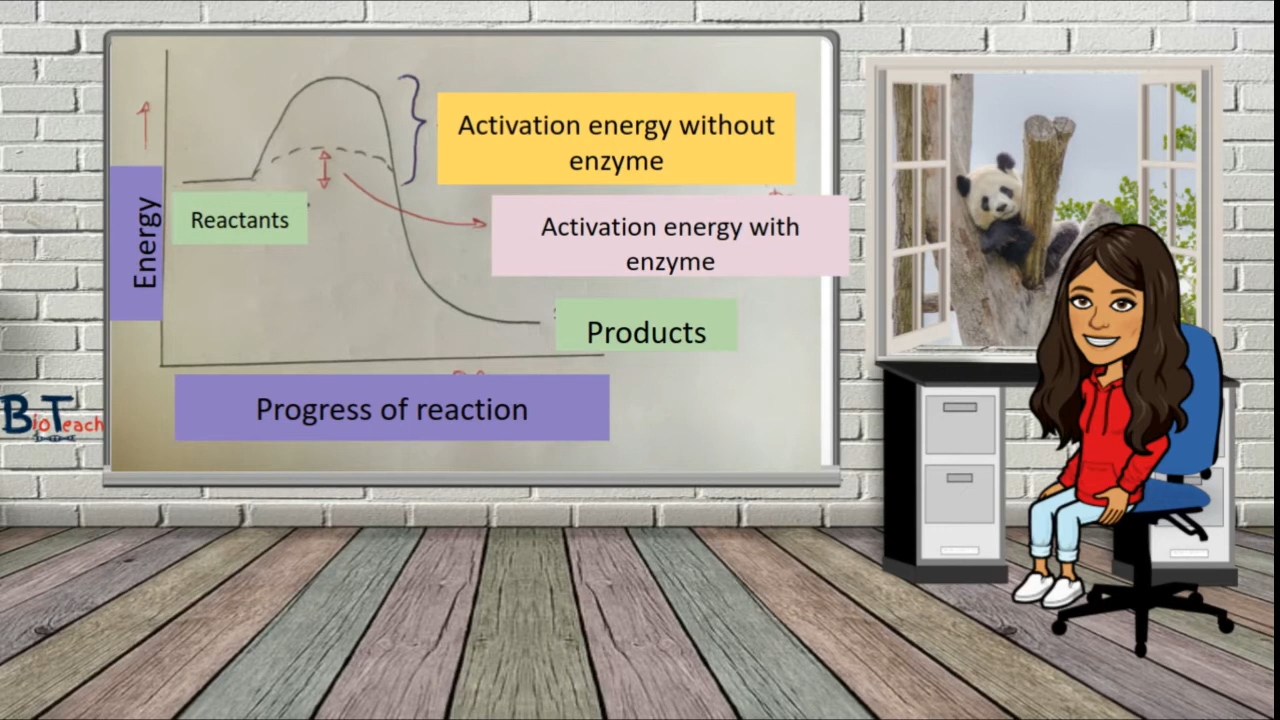 Activation energy without
enzyme
Energy
Reactants
Activation energy with
enzyme
Products
Progress of reaction
BioTeach